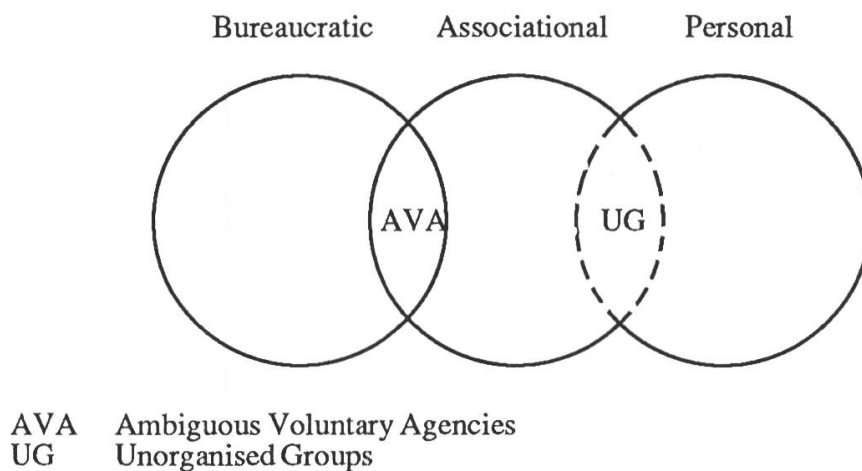 Bureaucratic Associational Personal
AVA UG
AVA Ambiguous Voluntary Agencies
UG Unorganised Groups